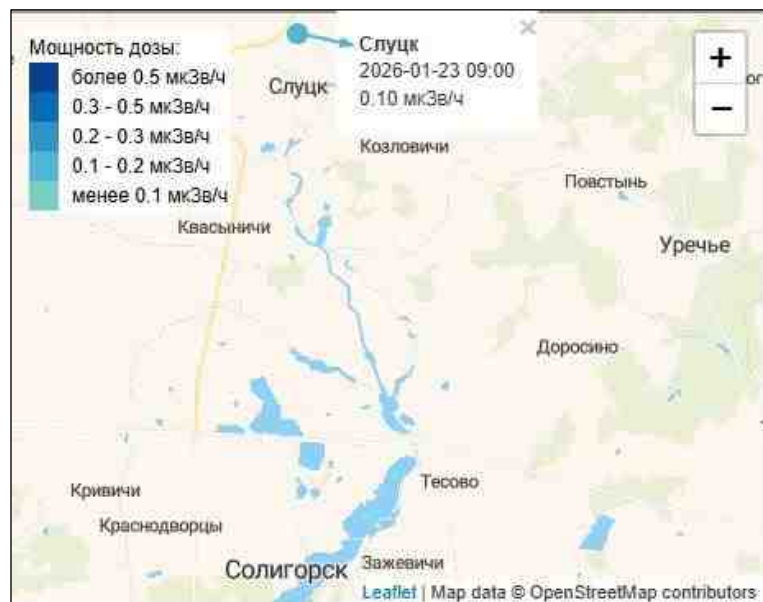 Мощность дозы:
более 0.5 мкЗв/ч
0.3 - 0.5 мкЗв/ч
0.2 - 0.3 мкЗв/ч
0.1 - 0.2 мкЗв/ч
менее 0.1 мкЗв/ч
×
Слуцк
2026-01-23 09:00
0.10 мкЗв/ч
+
−
Слуцк
Козловичи
Повстынь
Квасыничи
Уречье
Доросино
Тесово
Кривичи
Краснодворцы
Солигорск
Зажевичи
Leaflet | Map data © OpenStreetMap contributors